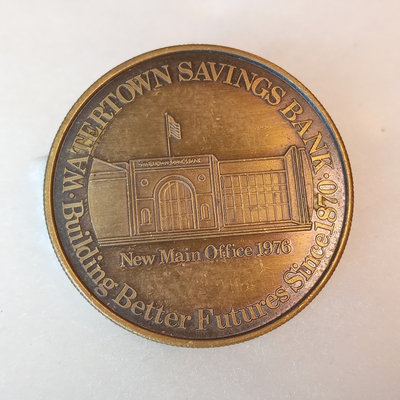 · WATERTOWN SAVINGS BANK ·
WATERTOWN SAVINGS BANK
New Main Office 1976
Building Better Futures Since 1870